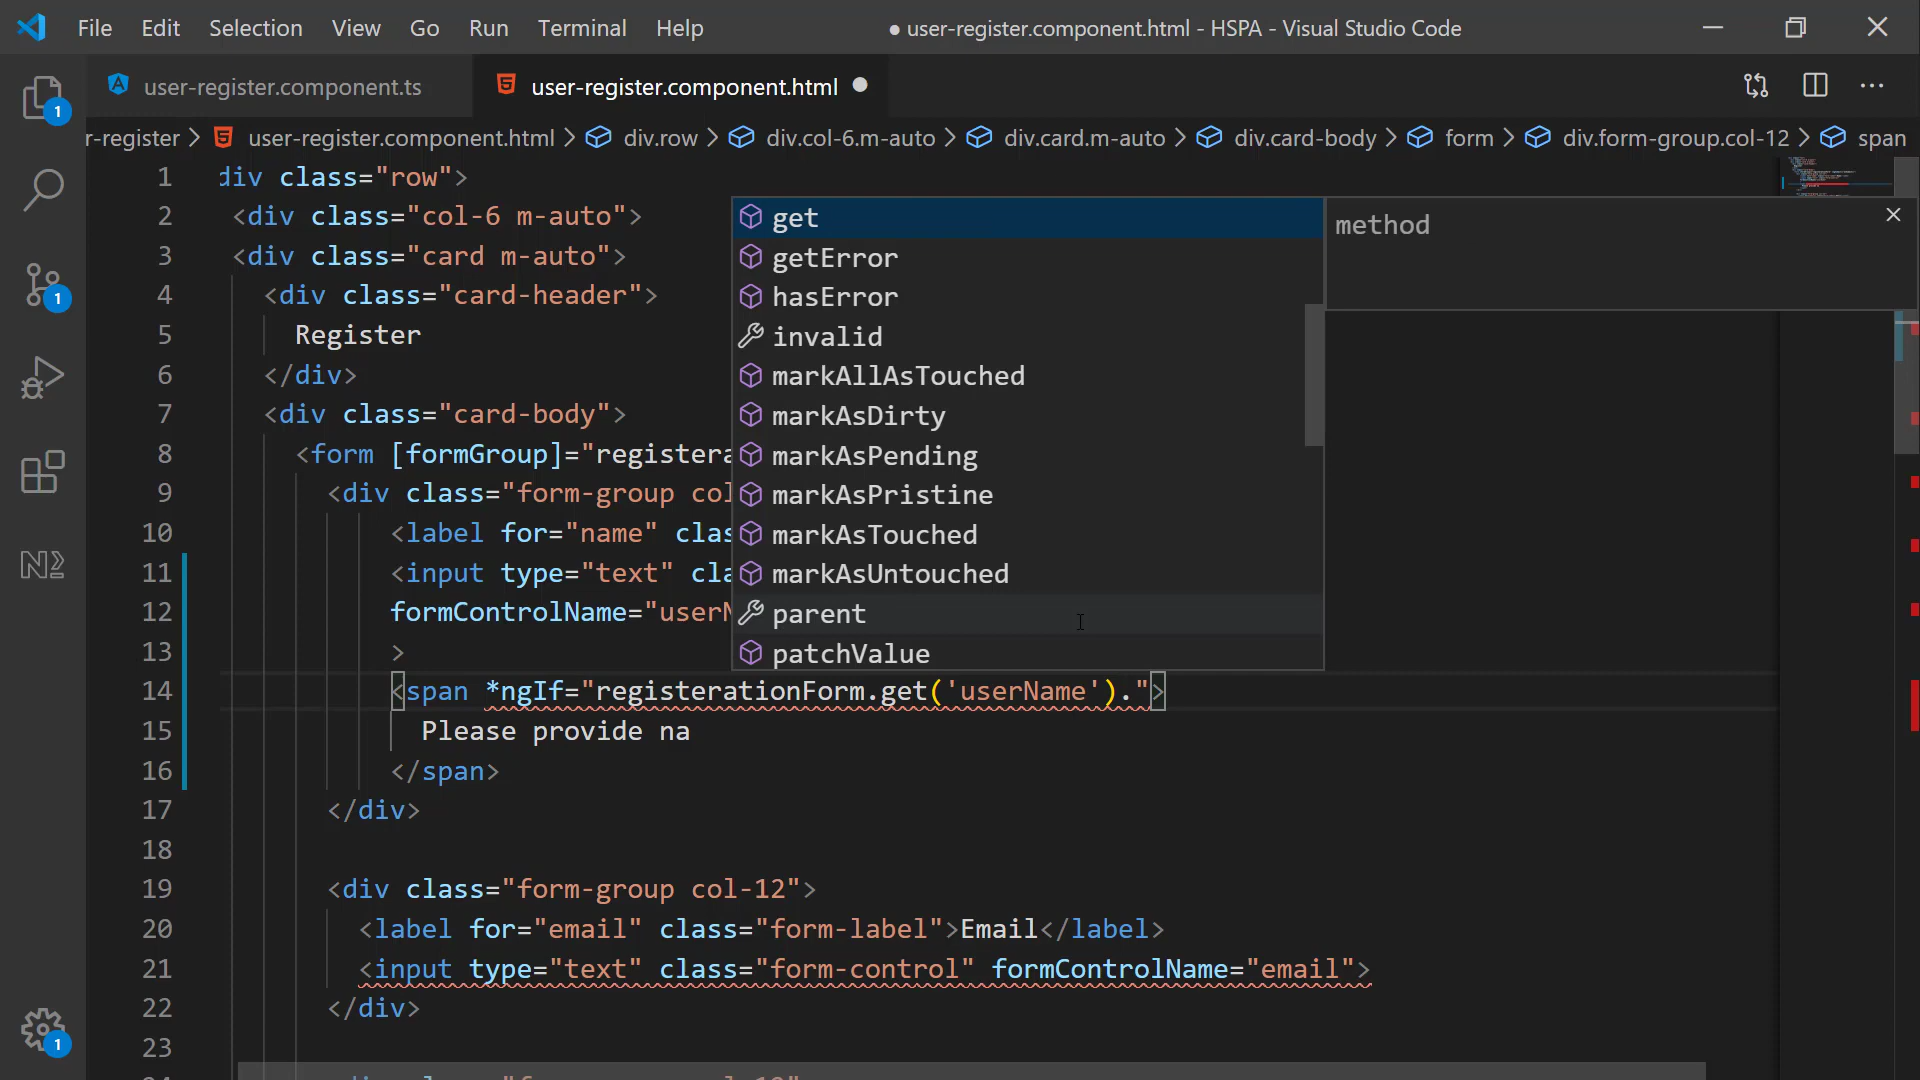 File Edit Selection View Go Run Terminal Help
● user-register.component.html - HSPA - Visual Studio Code
user-register.component.ts
user-register.component.html ●
r-register > user-register.component.html > div.row > div.col-6.m-auto > div.card.m-auto > div.card-body > form > div.form-group.col-12 > span
1 div class="row">
2 <div class="col-6 m-auto">
3 <div class="card m-auto">
4 <div class="card-header">
5 Register
6 </div>
7 <div class="card-body">
8 <form [formGroup]="registera
9 <div class="form-group col
10 <label for="name" clas
11 <input type="text" cla
12 formControlName="userN
13 >
14 <span *ngIf="registerationForm.get('userName').">
15 Please provide na
16 </span>
17 </div>
18
19 <div class="form-group col-12">
20 <label for="email" class="form-label">Email</label>
21 <input type="text" class="form-control" formControlName="email">
22 </div>
23
get
getError
hasError
invalid
markAllAsTouched
markAsDirty
markAsPending
markAsPristine
markAsTouched
markAsUntouched
parent
patchValue
method
1
1
1